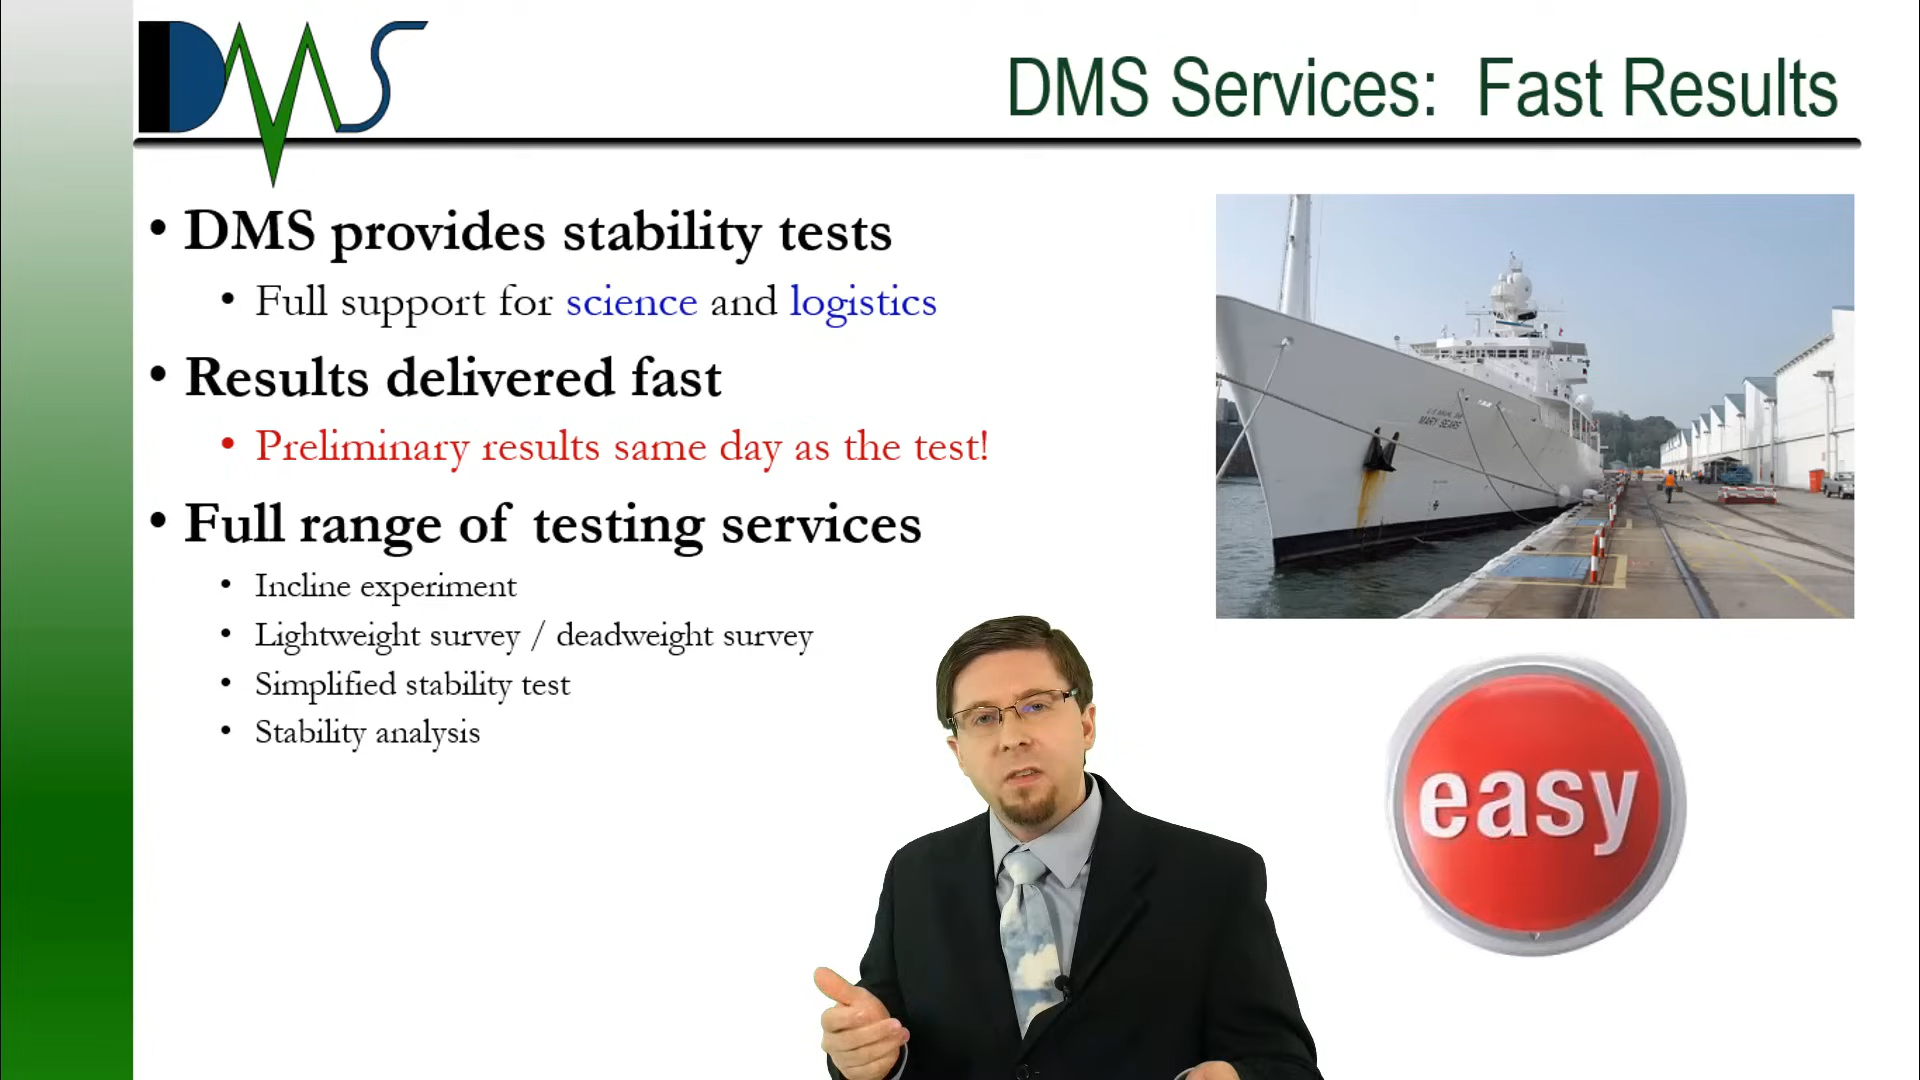 DMS
DMS Services: Fast Results
• DMS provides stability tests
• Full support for science and logistics
• Results delivered fast
• Preliminary results same day as the test!
• Full range of testing services
• Incline experiment
• Lightweight survey / deadweight survey
• Simplified stability test
• Stability analysis
MARY SEARS
easy